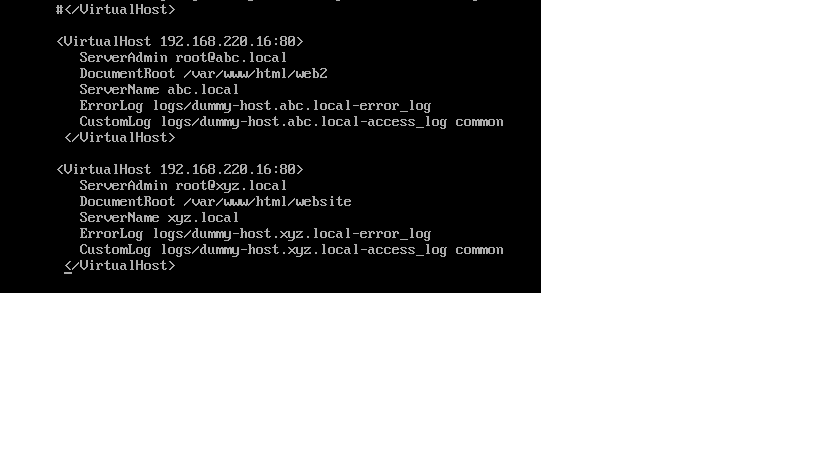 #</VirtualHost>
<VirtualHost 192.168.220.16:80>
ServerAdmin root@abc.local
DocumentRoot /var/www/html/web2
ServerName abc.local
ErrorLog logs/dummy-host.abc.local-error_log
CustomLog logs/dummy-host.abc.local-access_log common
</VirtualHost>
<VirtualHost 192.168.220.16:80>
ServerAdmin root@xyz.local
DocumentRoot /var/www/html/website
ServerName xyz.local
ErrorLog logs/dummy-host.xyz.local-error_log
CustomLog logs/dummy-host.xyz.local-access_log common
</VirtualHost>